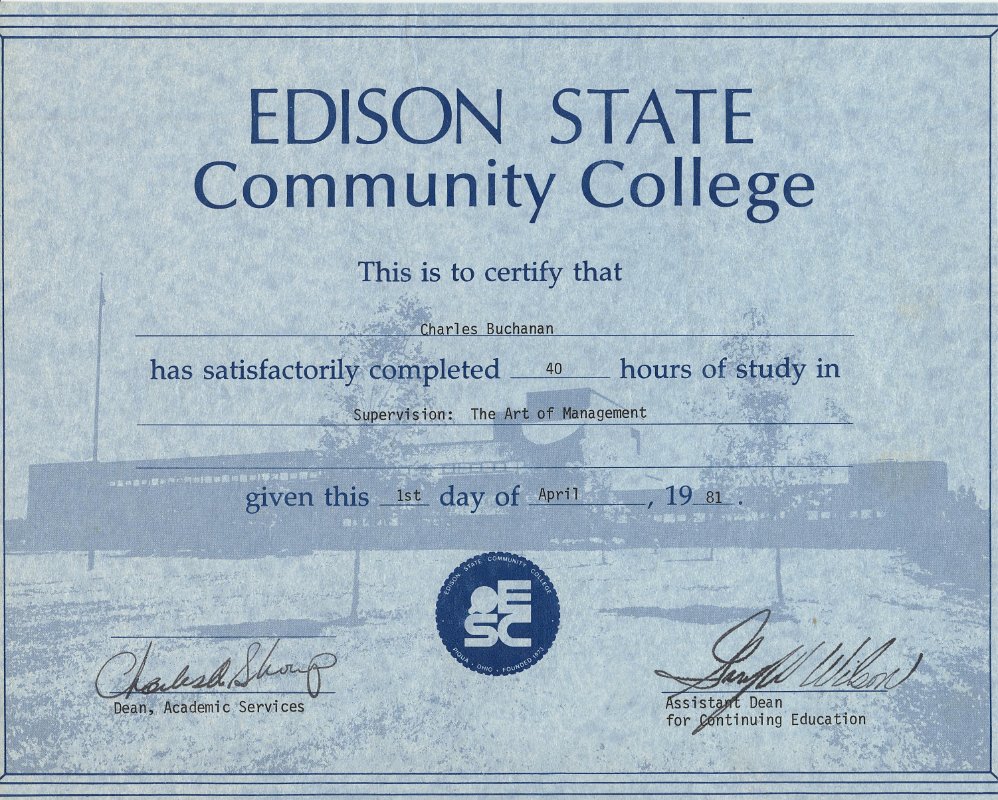 EDISON STATE
Community College
This is to certify that
Charles Buchanan
has satisfactorily completed 40 hours of study in
Supervision: The Art of Management
given this 1st day of April, 19 81.
EDISON STATE COMMUNITY COLLEGE
eESC
PIQUA, OHIO - FOUNDED 1973
Dean, Academic Services
Wilson
Assistant Dean
for Continuing Education